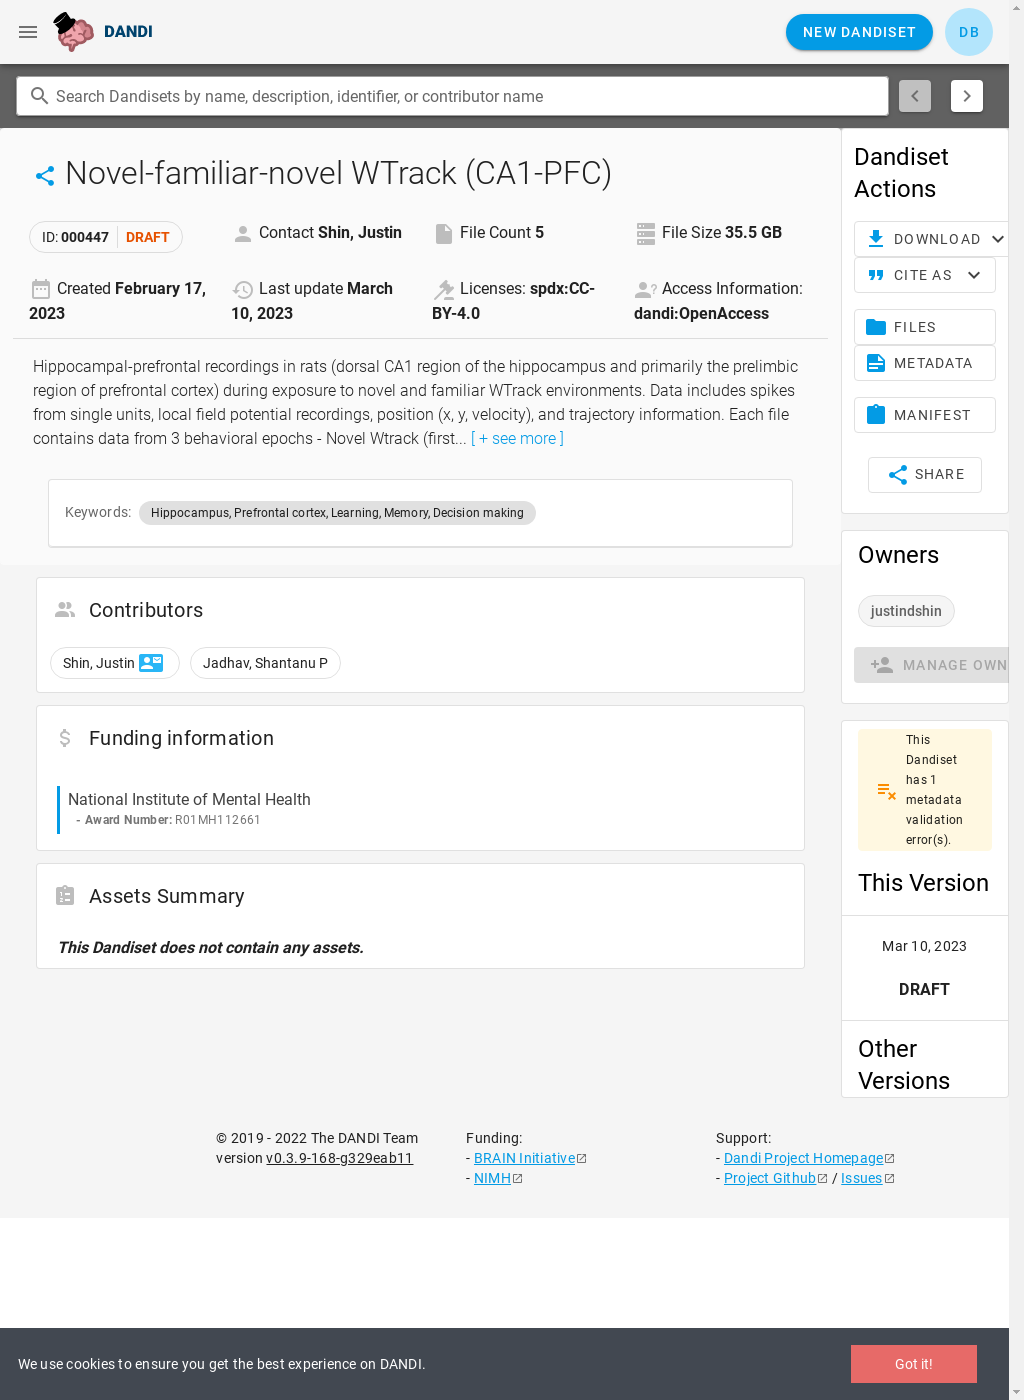 DANDI
NEW DANDISET
DB
Search Dandisets by name, description, identifier, or contributor name
Novel-familiar-novel WTrack (CA1-PFC)
ID: 000447 DRAFT
Contact Shin, Justin
File Count 5
File Size 35.5 GB
Created February 17,
2023
Last update March
10, 2023
Licenses: spdx:CC-
BY-4.0
Access Information:
dandi:OpenAccess
Hippocampal-prefrontal recordings in rats (dorsal CA1 region of the hippocampus and primarily the prelimbic
region of prefrontal cortex) during exposure to novel and familiar WTrack environments. Data includes spikes
from single units, local field potential recordings, position (x, y, velocity), and trajectory information. Each file
contains data from 3 behavioral epochs - Novel Wtrack (first... [ + see more ]
Keywords: Hippocampus, Prefrontal cortex, Learning, Memory, Decision making
Contributors
Shin, Justin
Jadhav, Shantanu P
Funding information
National Institute of Mental Health
- Award Number: R01MH112661
Assets Summary
This Dandiset does not contain any assets.
Dandiset
Actions
DOWNLOAD
CITE AS
FILES
METADATA
MANIFEST
SHARE
Owners
justindshin
MANAGE OWN
This
Dandiset
has 1
metadata
validation
error(s).
This Version
Mar 10, 2023
DRAFT
Other
Versions
© 2019 - 2022 The DANDI Team
version v0.3.9-168-g329eab11
Funding:
- BRAIN Initiative
- NIMH
Support:
- Dandi Project Homepage
- Project Github / Issues
We use cookies to ensure you get the best experience on DANDI.
Got it!